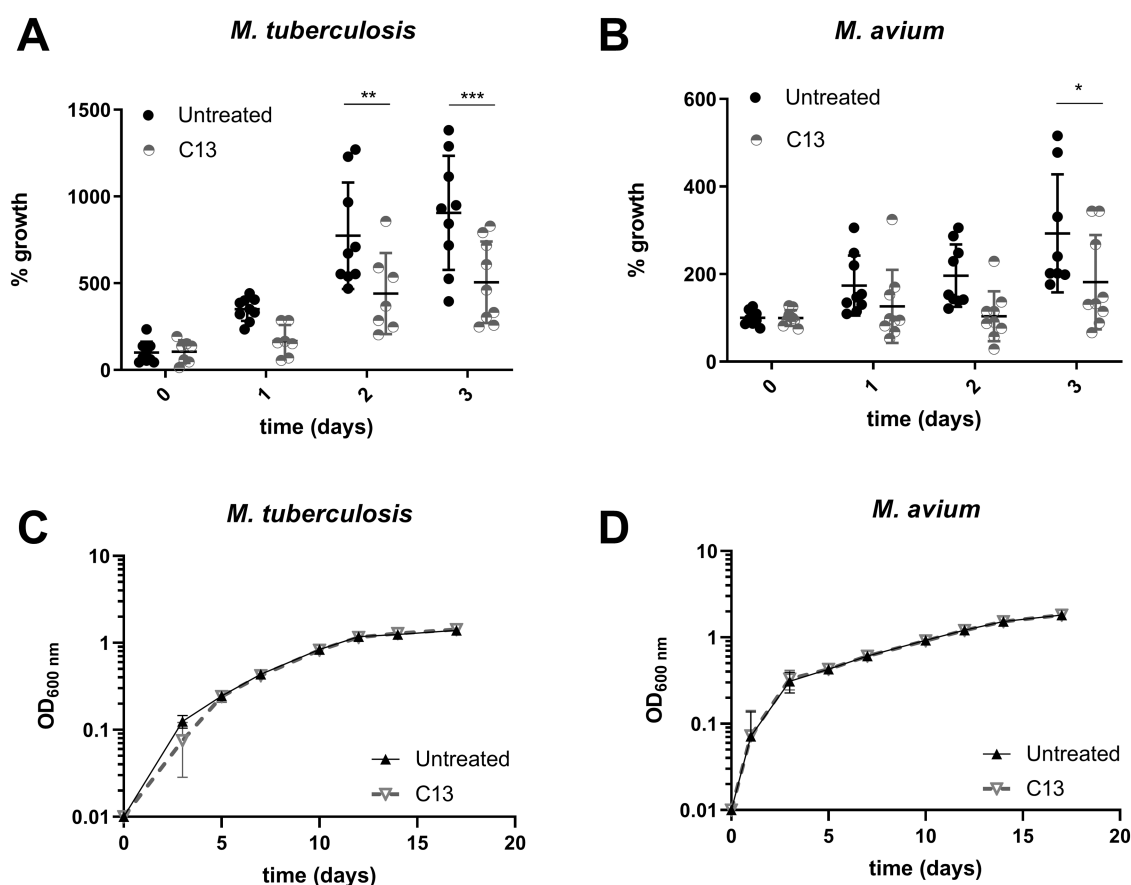 A
M. tuberculosis
**
***
Untreated
C13
1500
1000
500
0
% growth
0
1
2
3
time (days)
B
M. avium
*
Untreated
C13
600
400
200
0
% growth
0
1
2
3
time (days)
C
M. tuberculosis
10
1
0.1
0.01
OD600 nm
Untreated
C13
0
5
10
15
20
time (days)
D
M. avium
10
1
0.1
0.01
OD600 nm
Untreated
C13
0
5
10
15
20
time (days)